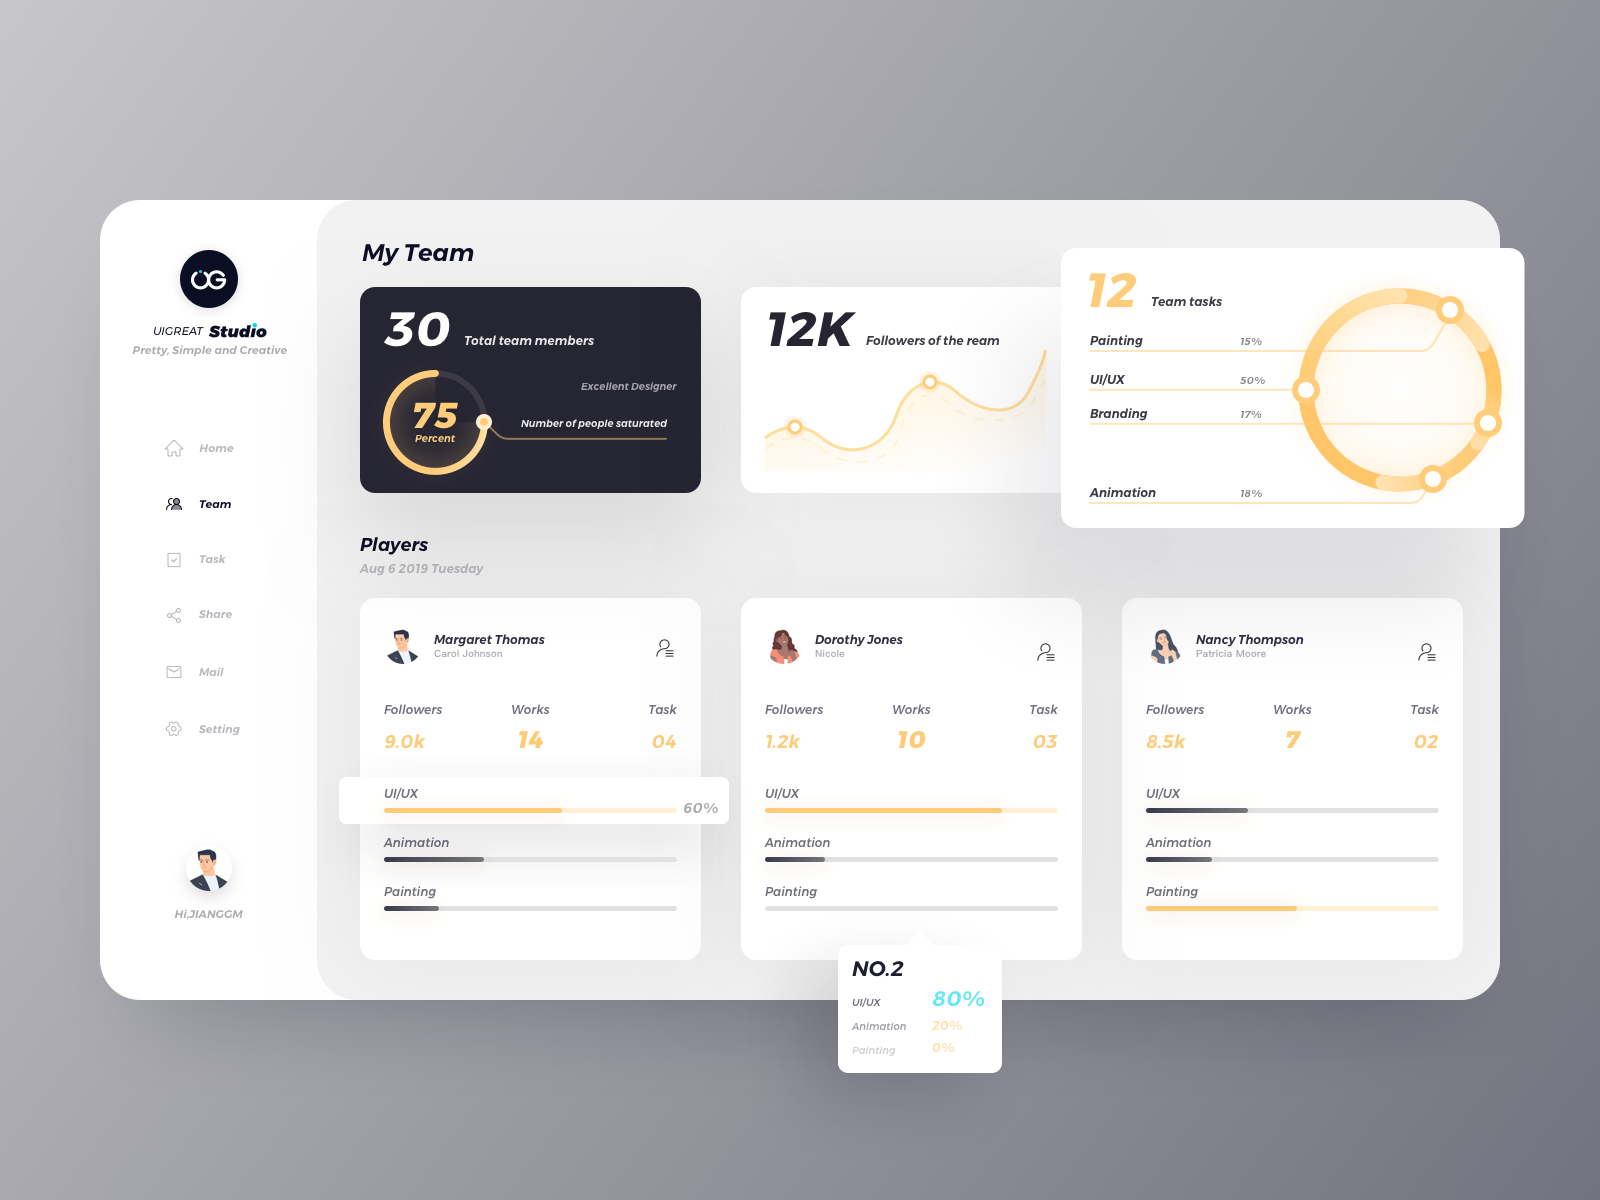 UG
UIGREAT Studio
Pretty, Simple and Creative
Home
Team
Task
Share
Mail
Setting
Hi,JIANGGM
My Team
30 Total team members
75
Percent
Excellent Designer
Number of people saturated
12K Followers of the ream
12 Team tasks
Painting 15%
UI/UX 50%
Branding 17%
Animation 18%
Players
Aug 6 2019 Tuesday
Margaret Thomas
Carol Johnson
Followers Works Task
9.0k 14 04
UI/UX
60%
Animation
Painting
Dorothy Jones
Nicole
Followers Works Task
1.2k 10 03
UI/UX
Animation
Painting
NO.2
UI/UX 80%
Animation 20%
Painting 0%
Nancy Thompson
Patricia Moore
Followers Works Task
8.5k 7 02
UI/UX
Animation
Painting